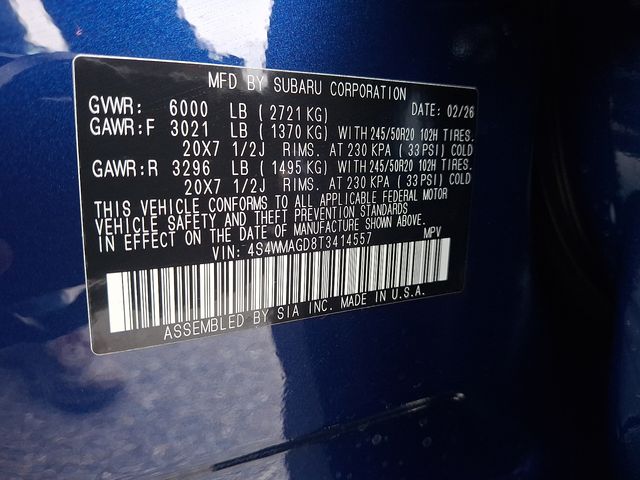 MFD BY SUBARU CORPORATION
GVWR: 6000 LB ( 2721 KG) DATE: 02/26
GAWR:F 3021 LB ( 1370 KG) WITH 245/50R20 102H TIRES.
20X7 1/2J RIMS. AT 230 KPA ( 33 PSI) COLD
GAWR:R 3296 LB ( 1495 KG) WITH 245/50R20 102H TIRES.
20X7 1/2J RIMS. AT 230 KPA ( 33 PSI) COLD
THIS VEHICLE CONFORMS TO ALL APPLICABLE FEDERAL MOTOR
VEHICLE SAFETY AND THEFT PREVENTION STANDARDS
IN EFFECT ON THE DATE OF MANUFACTURE SHOWN ABOVE.
VIN: 4S4WMAGD8T3414557 MPV
ASSEMBLED BY SIA INC. MADE IN U.S.A.